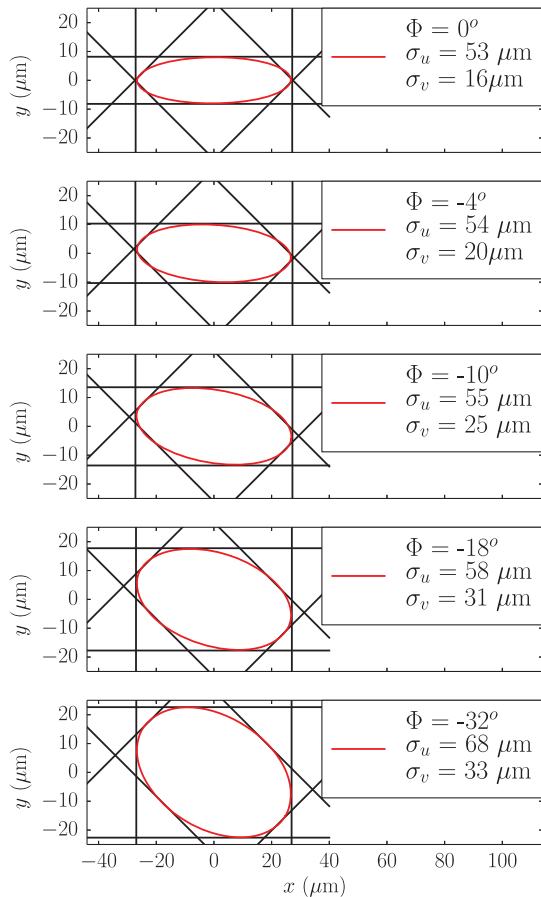 20
10
0
−10
−20
y (μm)
Φ = 0°
σu = 53 μm
σv = 16μm
20
10
0
−10
−20
y (μm)
Φ = -4°
σu = 54 μm
σv = 20μm
20
10
0
−10
−20
y (μm)
Φ = -10°
σu = 55 μm
σv = 25 μm
20
10
0
−10
−20
y (μm)
Φ = -18°
σu = 58 μm
σv = 31 μm
20
10
0
−10
−20
y (μm)
Φ = -32°
σu = 68 μm
σv = 33 μm
−40 −20 0 20 40 60 80 100
x (μm)